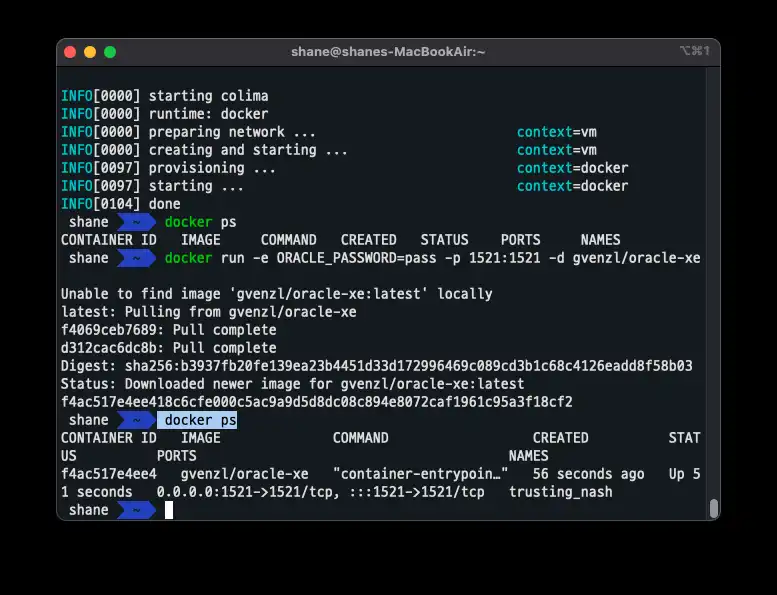 shane@shanes-MacBookAir:~
⌥⌘1
INFO[0000] starting colima
INFO[0000] runtime: docker
INFO[0000] preparing network ... context=vm
INFO[0000] creating and starting ... context=vm
INFO[0097] provisioning ... context=docker
INFO[0097] starting ... context=docker
INFO[0104] done
shane ~ docker ps
CONTAINER ID IMAGE COMMAND CREATED STATUS PORTS NAMES
shane ~ docker run -e ORACLE_PASSWORD=pass -p 1521:1521 -d gvenzl/oracle-xe
Unable to find image 'gvenzl/oracle-xe:latest' locally
latest: Pulling from gvenzl/oracle-xe
f4069ceb7689: Pull complete
d312cac6dc8b: Pull complete
Digest: sha256:b3937fb20fe139ea23b4451d33d172996469c089cd3b1c68c4126eadd8f58b03
Status: Downloaded newer image for gvenzl/oracle-xe:latest
f4ac517e4ee418c6cfe000c5ac9a9d5d8dc08c894e8072caf1961c95a3f18cf2
shane ~ docker ps
CONTAINER ID IMAGE COMMAND CREATED STAT
US PORTS NAMES
f4ac517e4ee4 gvenzl/oracle-xe "container-entrypoin…" 56 seconds ago Up 5
1 seconds 0.0.0.0:1521->1521/tcp, :::1521->1521/tcp trusting_nash
shane ~